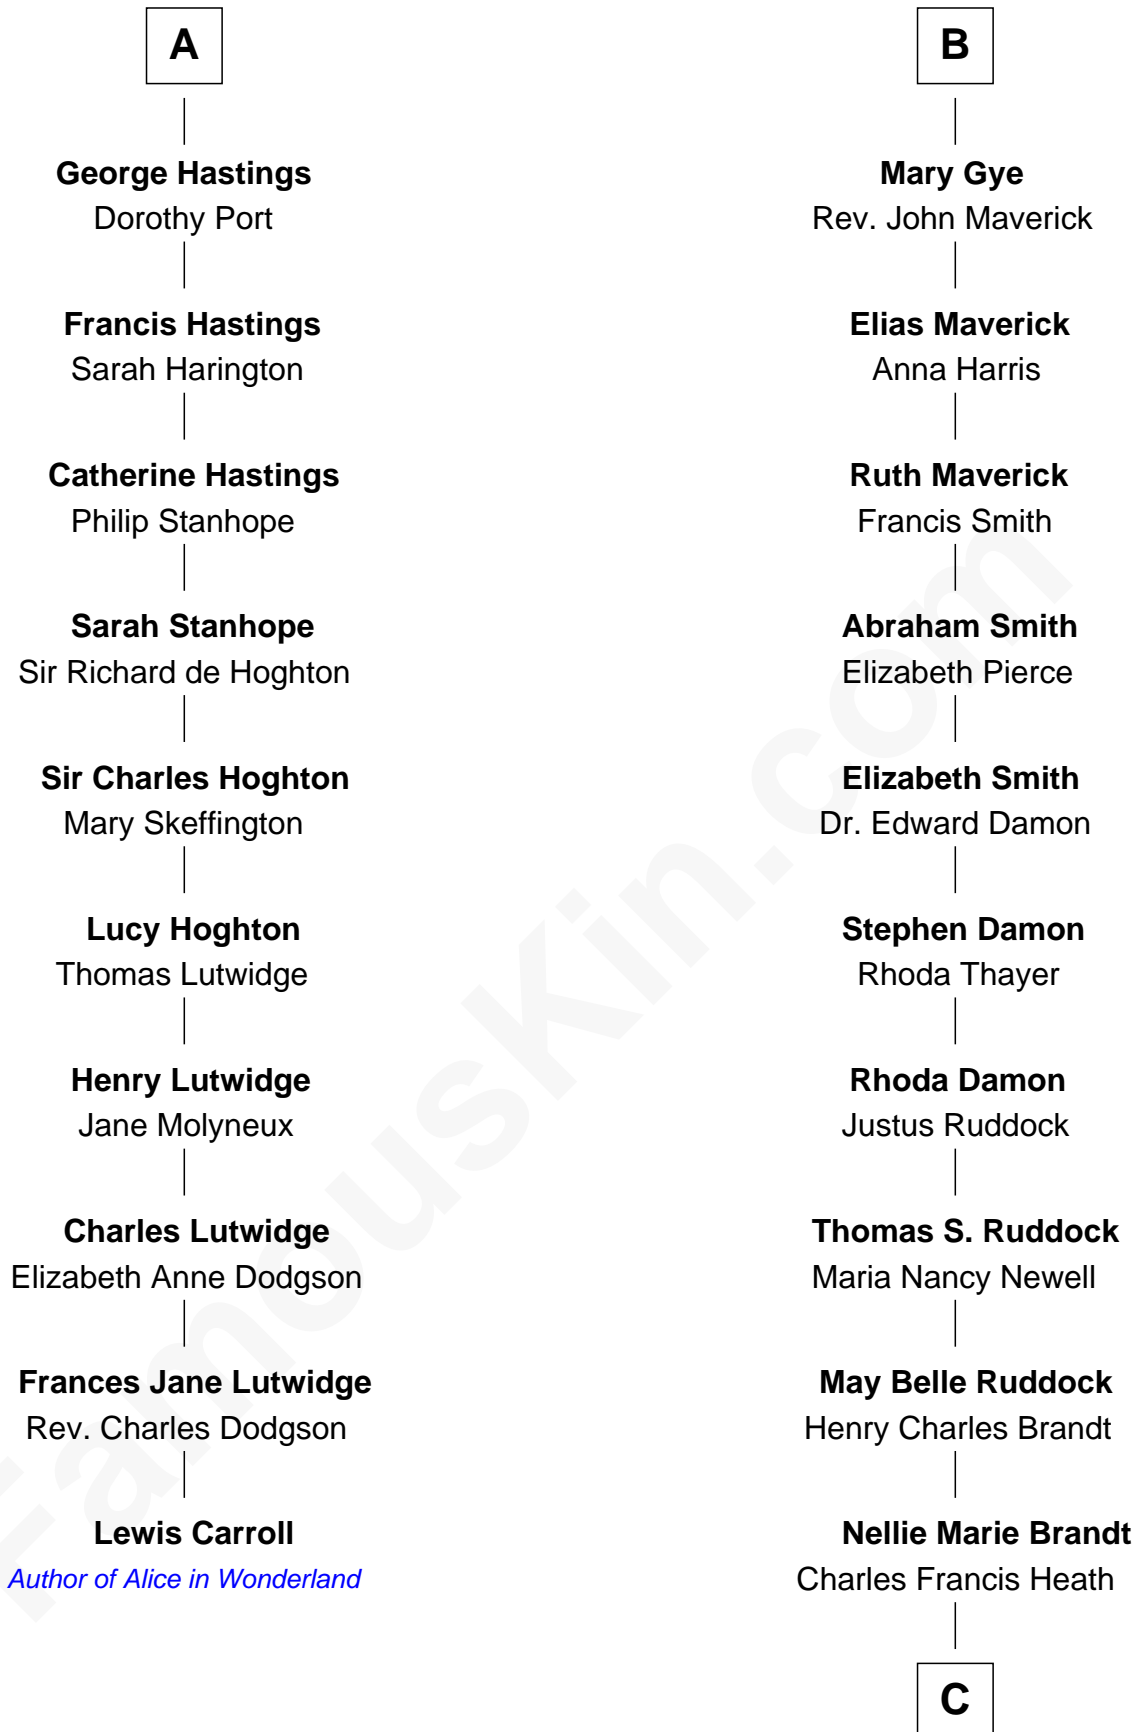 A
George Hastings
Dorothy Port
Francis Hastings
Sarah Harington
Catherine Hastings
Philip Stanhope
Sarah Stanhope
Sir Richard de Hoghton
Sir Charles Hoghton
Mary Skeffington
Lucy Hoghton
Thomas Lutwidge
Henry Lutwidge
Jane Molyneux
Charles Lutwidge
Elizabeth Anne Dodgson
Frances Jane Lutwidge
Rev. Charles Dodgson
Lewis Carroll
Author of Alice in Wonderland
B
Mary Gye
Rev. John Maverick
Elias Maverick
Anna Harris
Ruth Maverick
Francis Smith
Abraham Smith
Elizabeth Pierce
Elizabeth Smith
Dr. Edward Damon
Stephen Damon
Rhoda Thayer
Rhoda Damon
Justus Ruddock
Thomas S. Ruddock
Maria Nancy Newell
May Belle Ruddock
Henry Charles Brandt
Nellie Marie Brandt
Charles Francis Heath
C
FamousKin.com